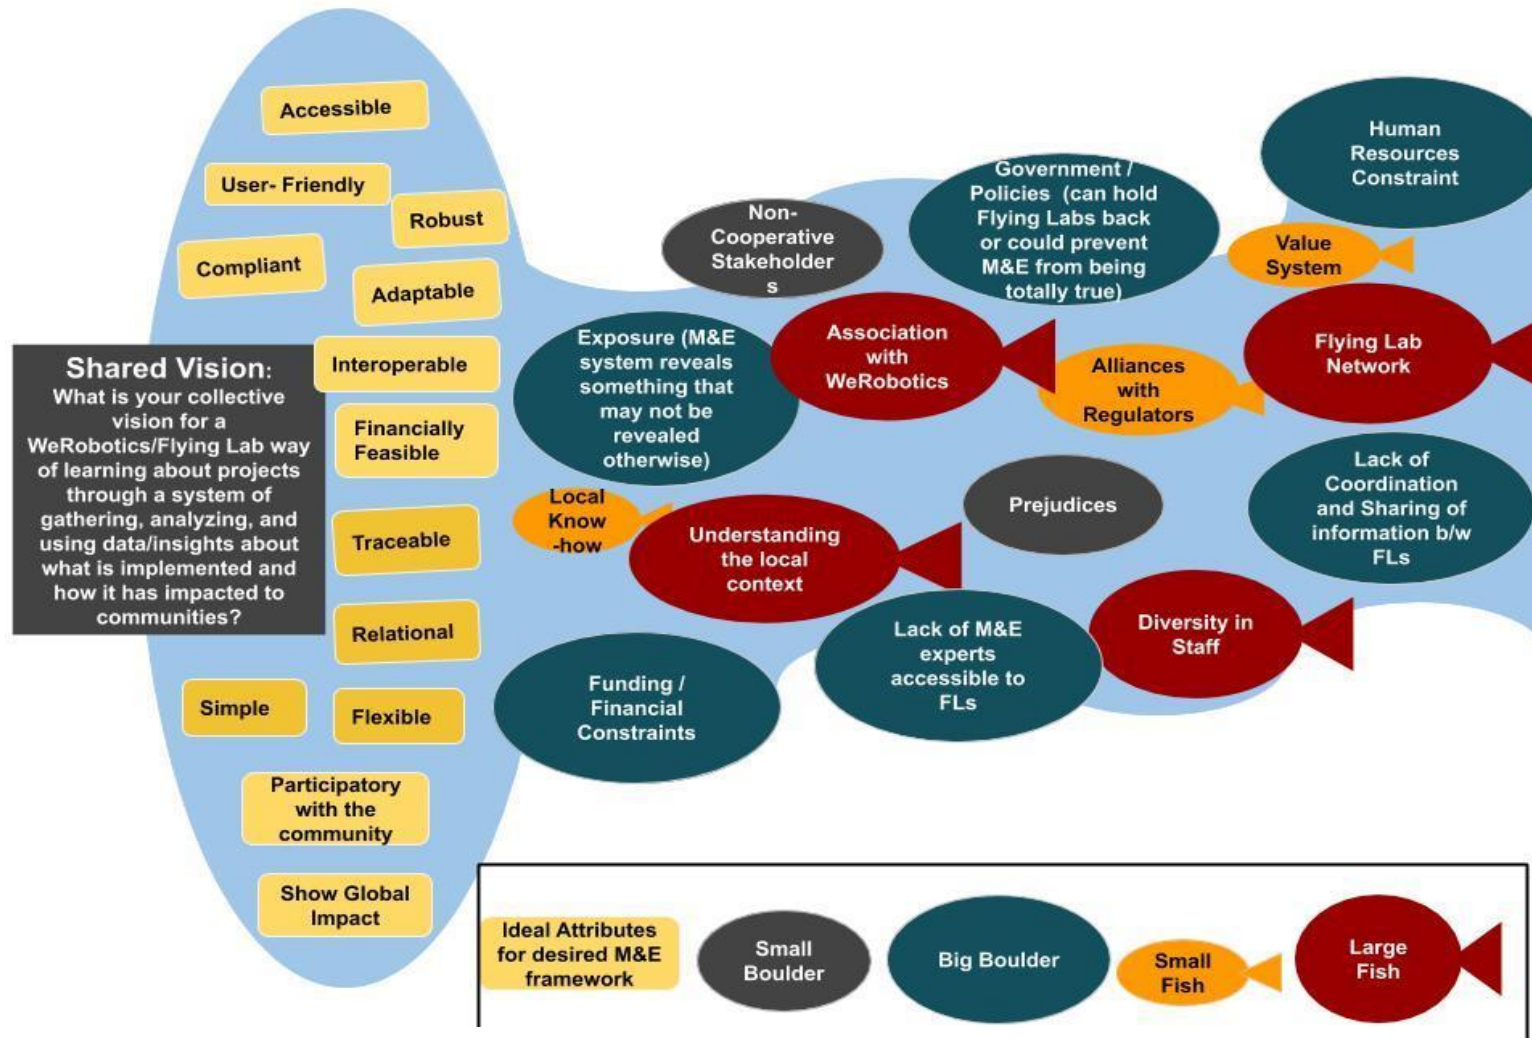 Accessible
User- Friendly
Robust
Compliant
Adaptable
Interoperable
Shared Vision:
What is your collective
vision for a
WeRobotics/Flying Lab way
of learning about projects
through a system of
gathering, analyzing, and
using data/insights about
what is implemented and
how it has impacted to
communities?
Financially
Feasible
Traceable
Relational
Simple
Flexible
Participatory
with the
community
Show Global
Impact
Non-
Cooperative
Stakeholder
s
Government /
Policies (can hold
Flying Labs back
or could prevent
M&E from being
totally true)
Human
Resources
Constraint
Value
System
Exposure (M&E
system reveals
something that
may not be
revealed
otherwise)
Association
with
WeRobotics
Alliances
with
Regulators
Flying Lab
Network
Local
Know
-how
Understanding
the local
context
Prejudices
Lack of
Coordination
and Sharing of
information b/w
FLs
Funding /
Financial
Constraints
Lack of M&E
experts
accessible to
FLs
Diversity in
Staff
Ideal Attributes
for desired M&E
framework
Small
Boulder
Big Boulder
Small
Fish
Large
Fish